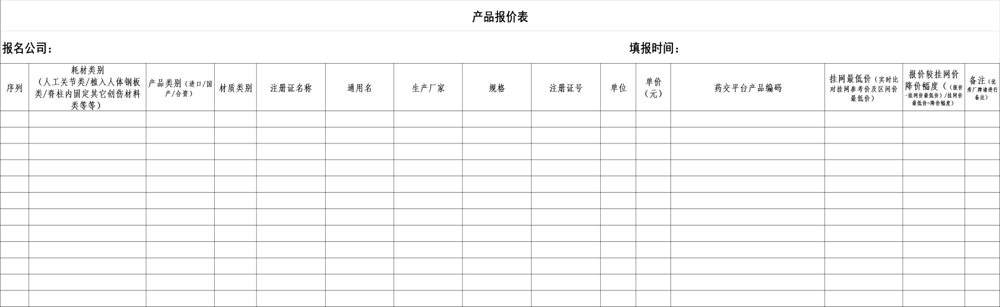 产品报价表
报名公司：
填报时间：
序列
耗材类别
（人工关节类/植入人体钢板
类/脊柱内固定其它创伤材料
类等等）
产品类别（进口/国
产/合资）
材质类别
注册证名称
通用名
生产厂家
规格
注册证号
单位
单价
（元）
药交平台产品编码
挂网最低价（实时比
对挂网参考价及区间价
最低价）
报价较挂网价
降价幅度（（报价
-挂网价最低价）/挂网价
最低价=降价幅度）
备注（优
秀厂牌请进行
备注）